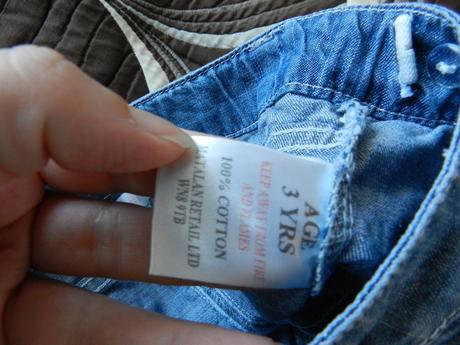 AGE
3 YRS
KEEP AWAY FROM FIRE
AND FLAMES
100% COTTON
MATALAN RETAIL LTD
WN8 9TB